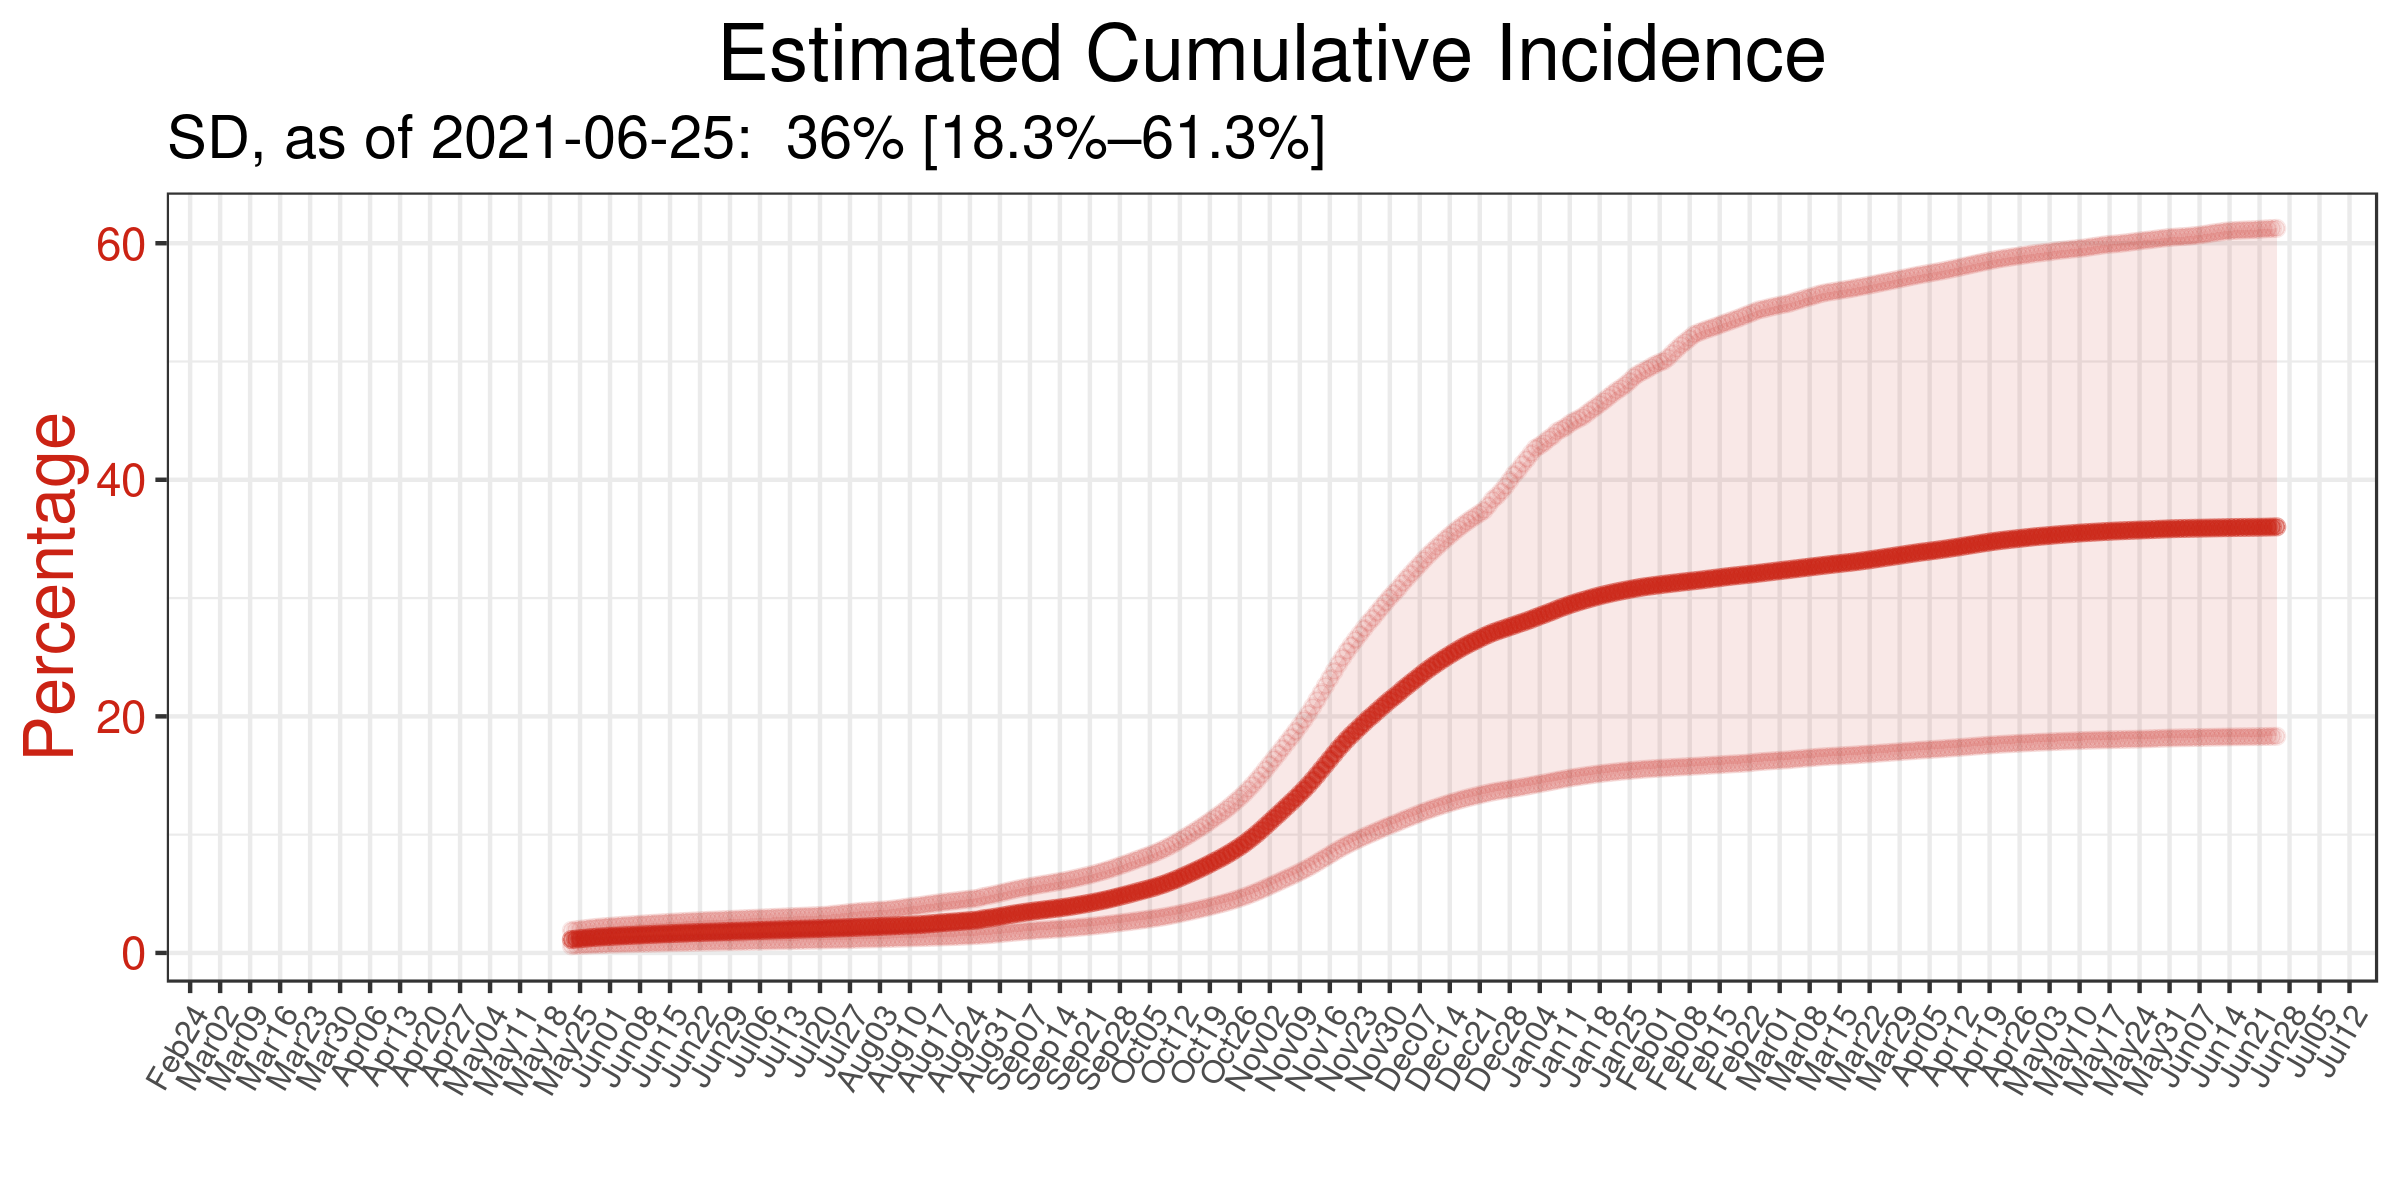 Estimated Cumulative Incidence
SD, as of 2021-06-25:  36% [18.3%–61.3%]
Percentage
60
40
20
0
Feb24
Mar02
Mar09
Mar16
Mar23
Mar30
Apr06
Apr13
Apr20
Apr27
May04
May11
May18
May25
Jun01
Jun08
Jun15
Jun22
Jun29
Jul06
Jul13
Jul20
Jul27
Aug03
Aug10
Aug17
Aug24
Aug31
Sep07
Sep14
Sep21
Sep28
Oct05
Oct12
Oct19
Oct26
Nov02
Nov09
Nov16
Nov23
Nov30
Dec07
Dec14
Dec21
Dec28
Jan04
Jan11
Jan18
Jan25
Feb01
Feb08
Feb15
Feb22
Mar01
Mar08
Mar15
Mar22
Mar29
Apr05
Apr12
Apr19
Apr26
May03
May10
May17
May24
May31
Jun07
Jun14
Jun21
Jun28
Jul05
Jul12